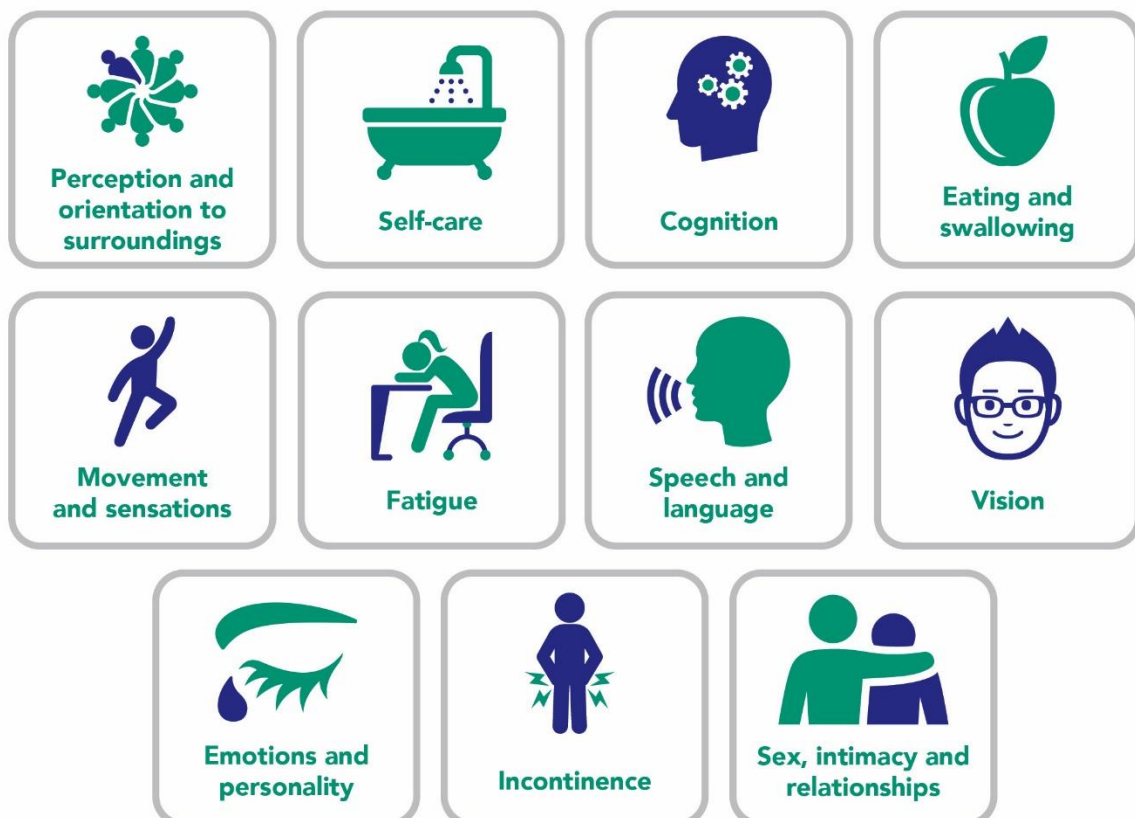 Perception and
orientation to
surroundings
Self-care
Cognition
Eating and
swallowing
Movement
and sensations
Fatigue
Speech and
language
Vision
Emotions and
personality
Incontinence
Sex, intimacy and
relationships